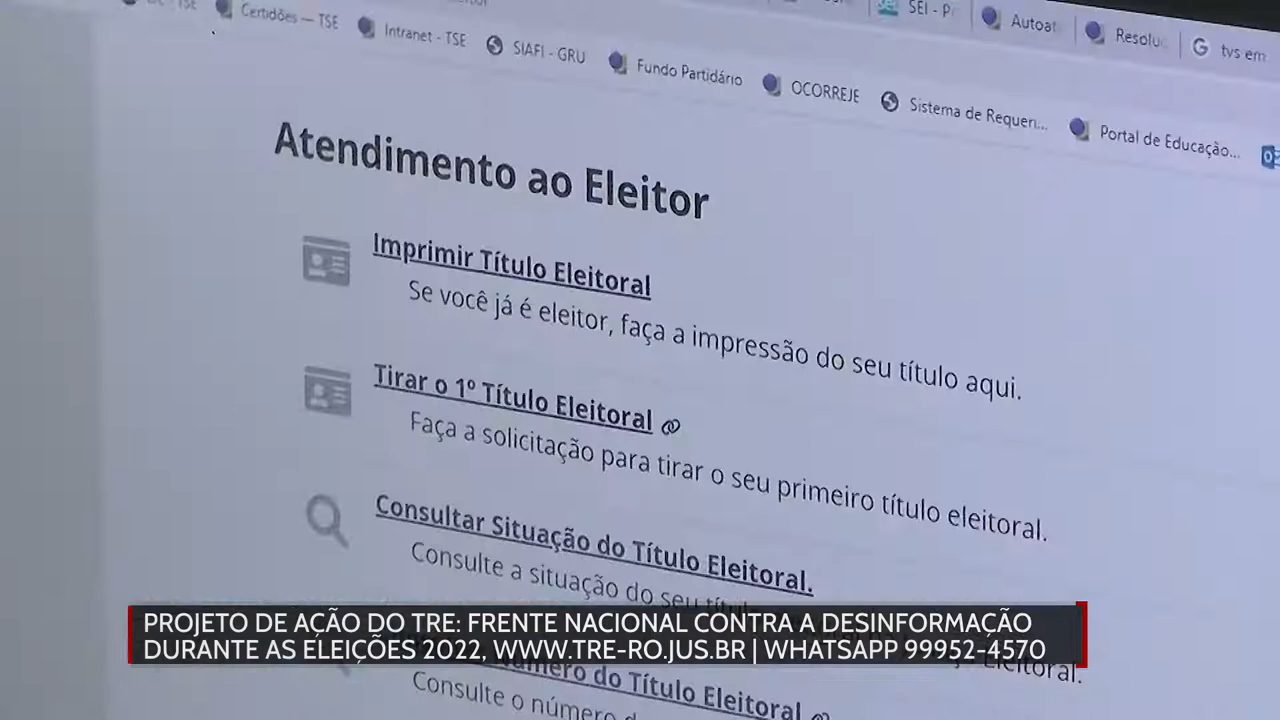 Certidões — TSE
Intranet - TSE
SIAFI - GRU
Fundo Partidário
OCORREJE
Sistema de Requeri...
Portal de Educação...
SEI - P
Autoat
Resolu
tvs em
Atendimento ao Eleitor
Imprimir Título Eleitoral
Se você já é eleitor, faça a impressão do seu título aqui.
Tirar o 1º Título Eleitoral
Faça a solicitação para tirar o seu primeiro título eleitoral.
Consultar Situação do Título Eleitoral.
Consulte a situação do seu
PROJETO DE AÇÃO DO TRE: FRENTE NACIONAL CONTRA A DESINFORMAÇÃO
DURANTE AS ELEIÇÕES 2022, WWW.TRE-RO.JUS.BR | WHATSAPP 99952-4570
Número do Título Eleitoral
Consulte o número